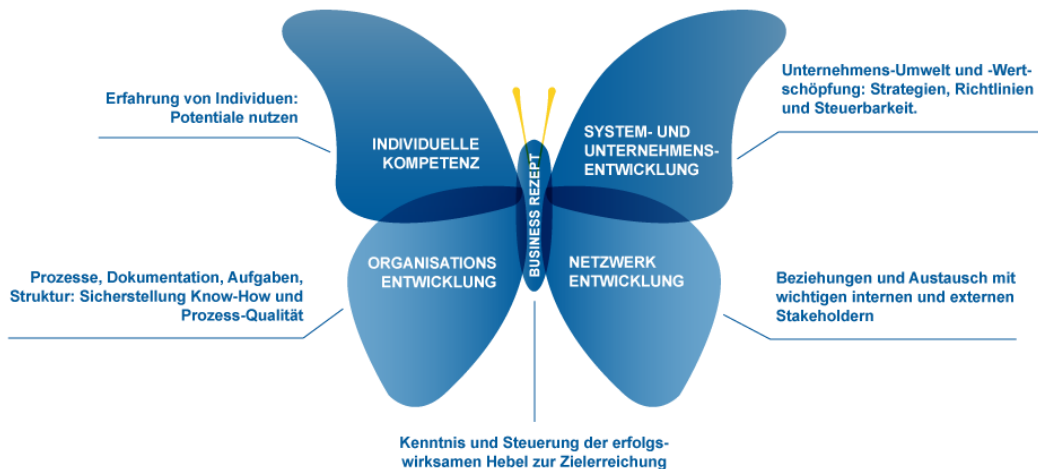 Erfahrung von Individuen:
Potentiale nutzen
INDIVIDUELLE
KOMPETENZ
SYSTEM- UND
UNTERNEHMENS-
ENTWICKLUNG
Unternehmens-Umwelt und -Wert-
schöpfung: Strategien, Richtlinien
und Steuerbarkeit.
BUSINESS REZEPT
Prozesse, Dokumentation, Aufgaben,
Struktur: Sicherstellung Know-How und
Prozess-Qualität
ORGANISATIONS
ENTWICKLUNG
NETZWERK
ENTWICKLUNG
Beziehungen und Austausch mit
wichtigen internen und externen
Stakeholdern
Kenntnis und Steuerung der erfolgs-
wirksamen Hebel zur Zielerreichung